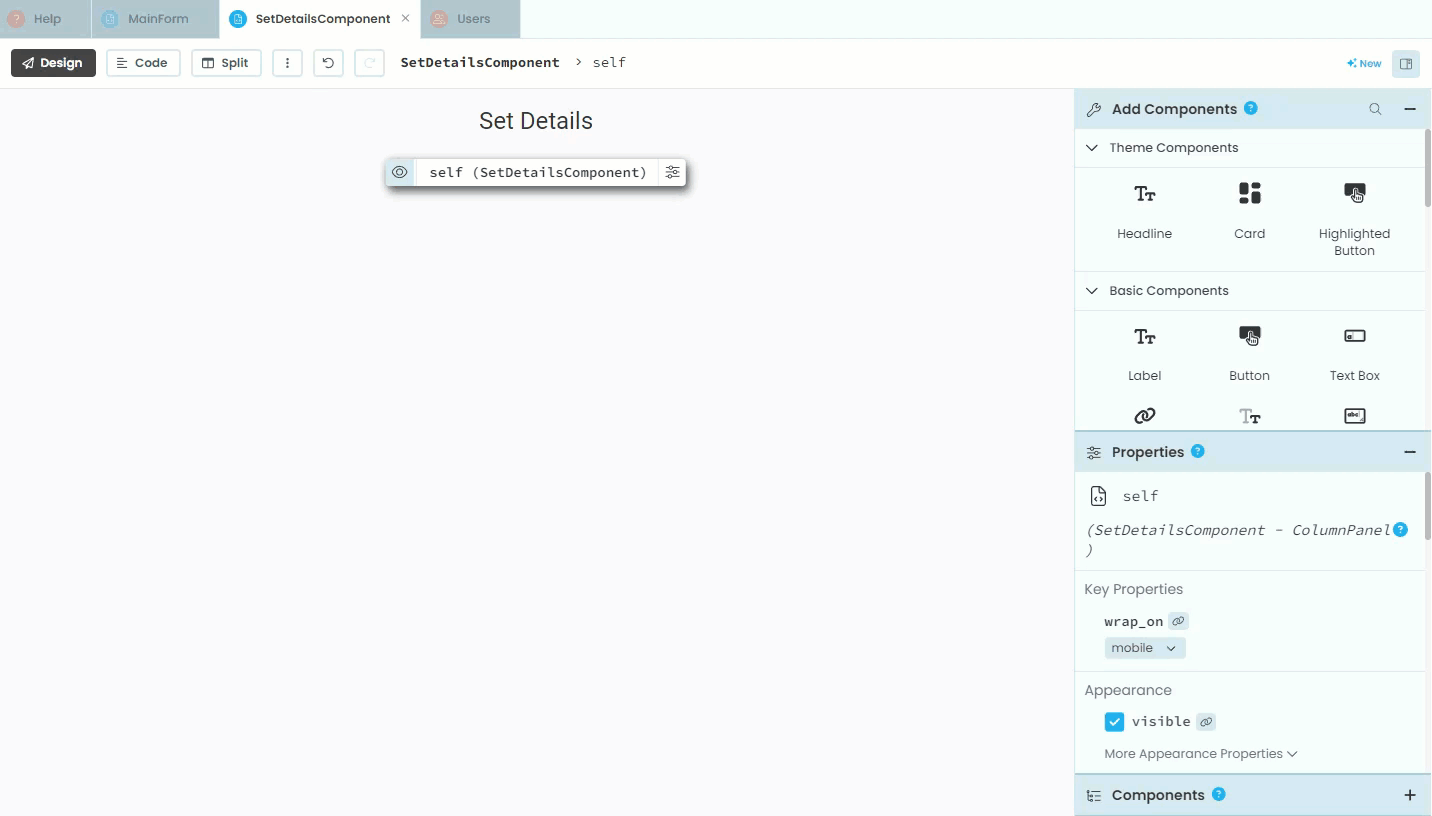 Help
MainForm
SetDetailsComponent
Users
Design
Code
Split
SetDetailsComponent > self
New
Set Details
self (SetDetailsComponent)
Add Components ?
Theme Components
Headline
Card
Highlighted
Button
Basic Components
Label
Button
Text Box
Properties ?
self
(SetDetailsComponent - ColumnPanel ?
)
Key Properties
wrap_on
mobile
Appearance
visible
More Appearance Properties
Components ?